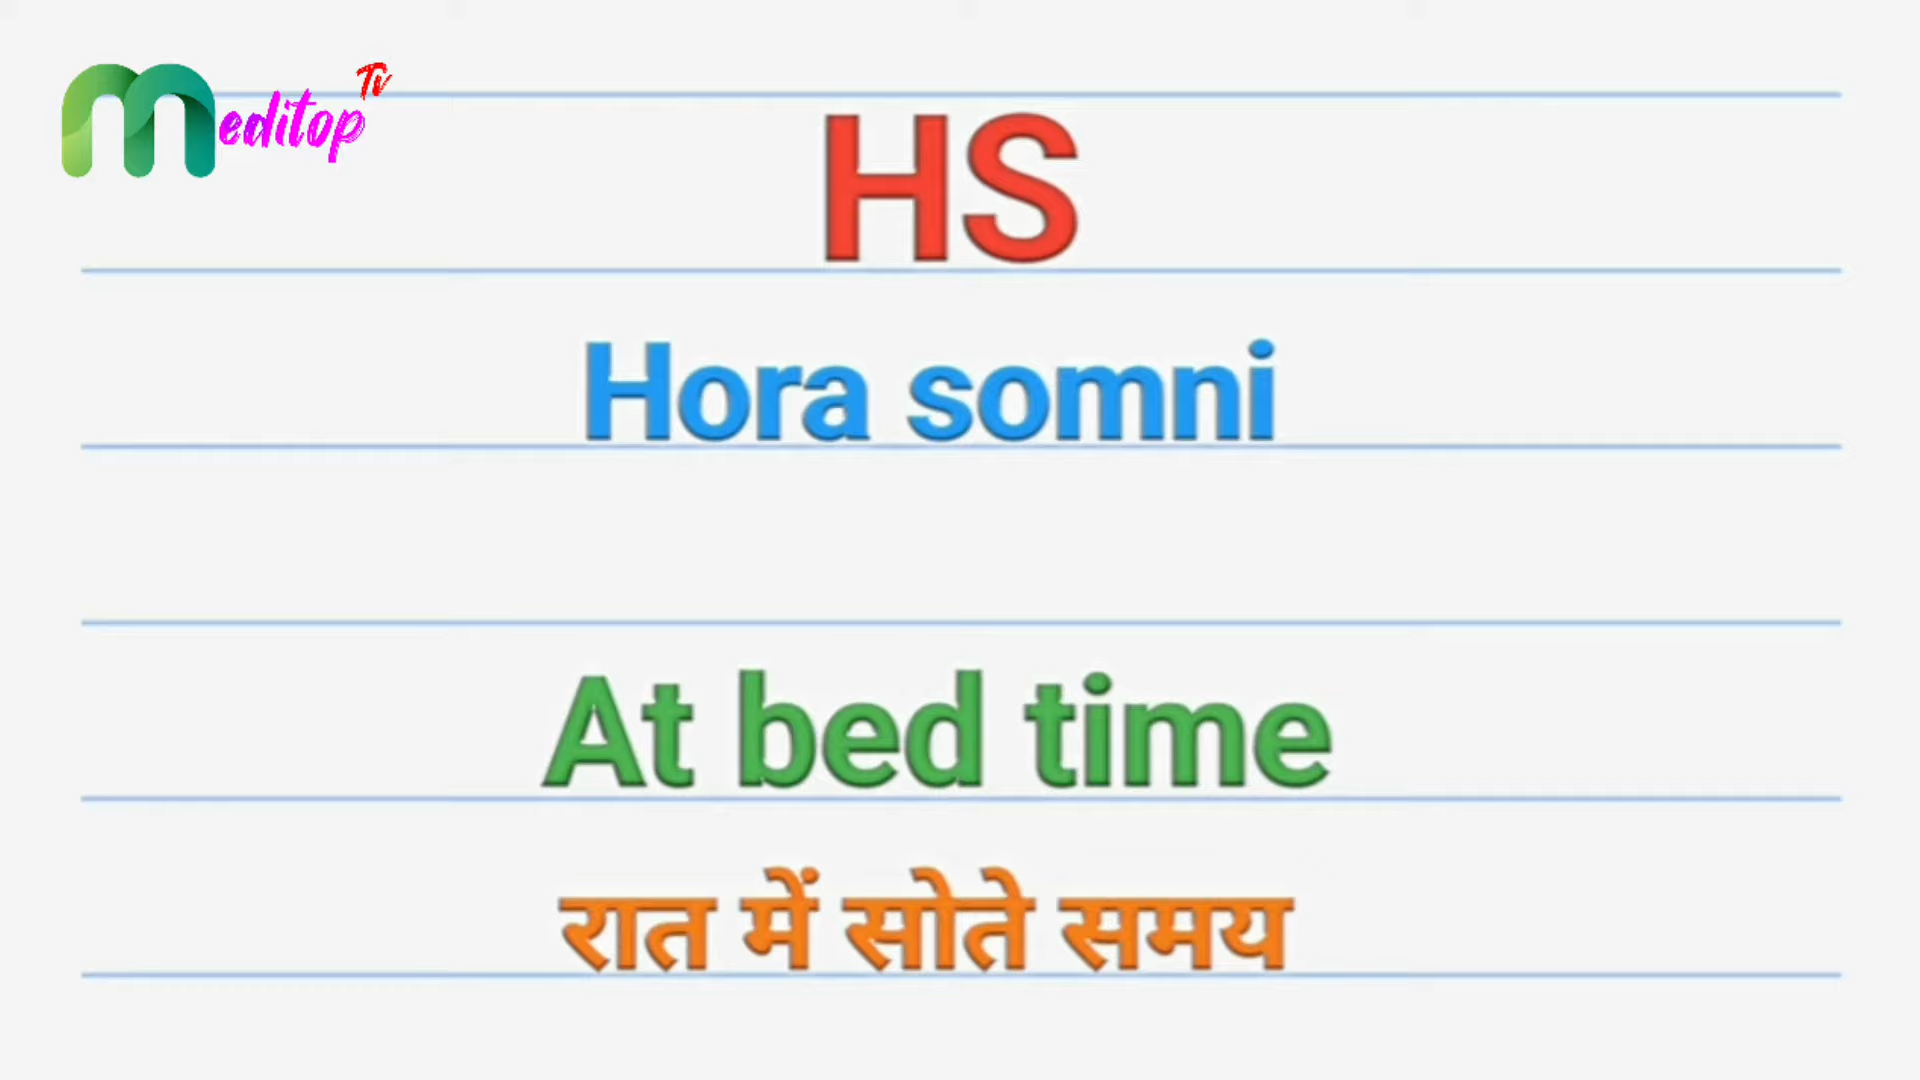 Meditop Tv
HS
Hora somni
At bed time
रात में सोते समय